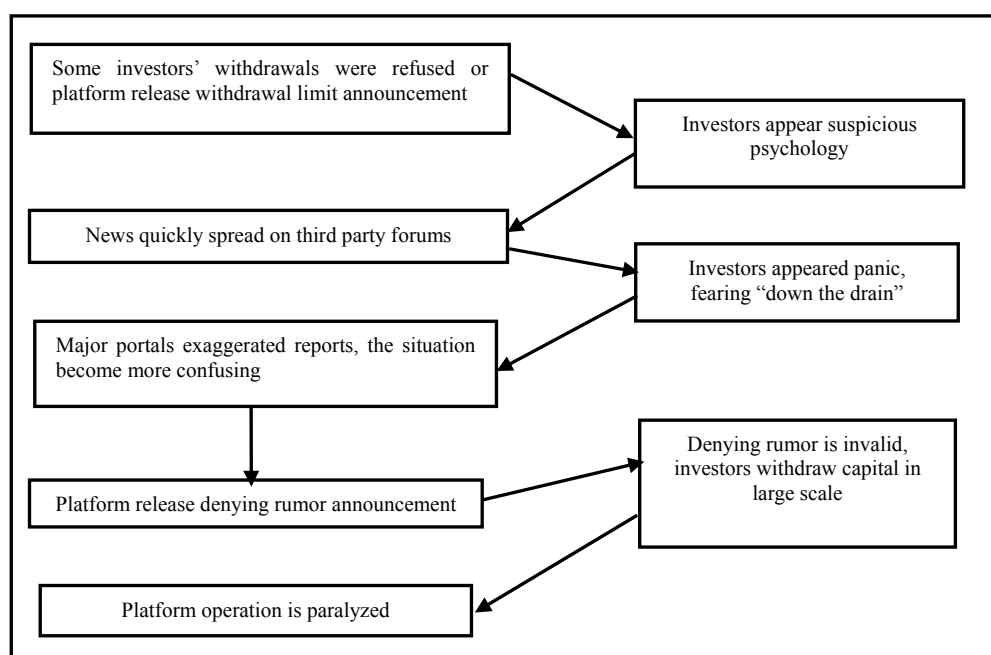 Some investors’ withdrawals were refused or
platform release withdrawal limit announcement
Investors appear suspicious
psychology
News quickly spread on third party forums
Investors appeared panic,
fearing “down the drain”
Major portals exaggerated reports, the situation
become more confusing
Denying rumor is invalid,
investors withdraw capital in
large scale
Platform release denying rumor announcement
Platform operation is paralyzed